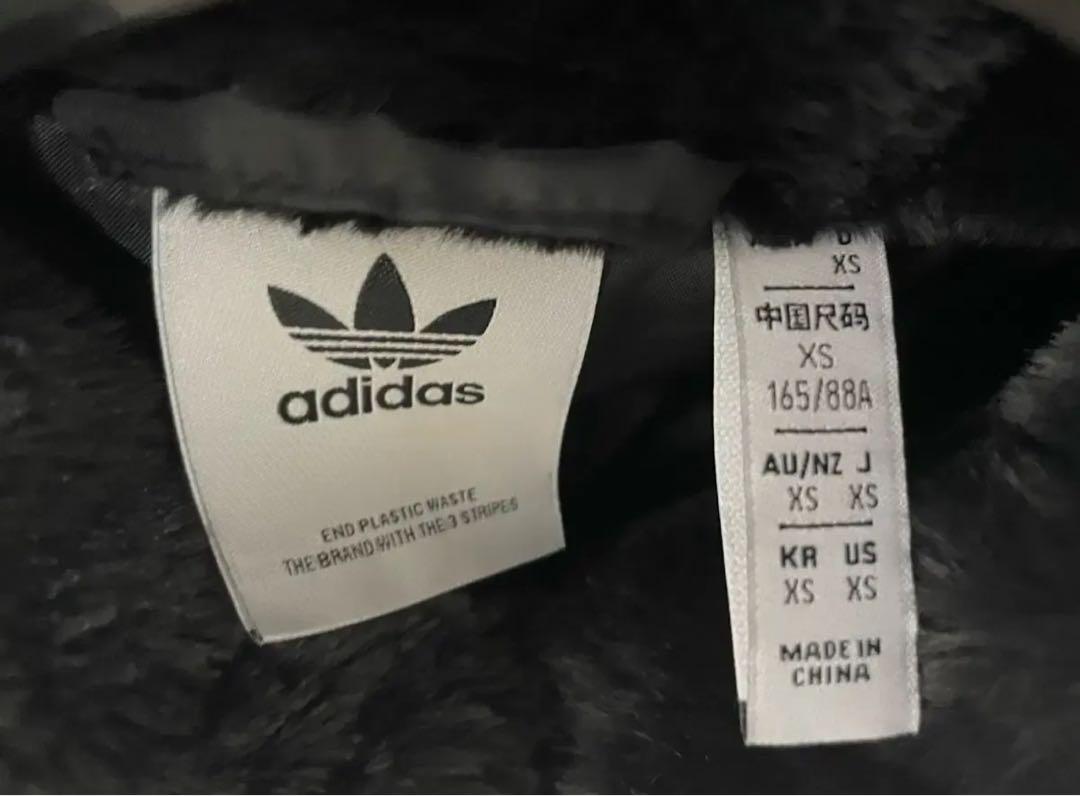 adidas
END PLASTIC WASTE
THE BRAND WITH THE 3 STRIPES
XS
中国尺码
XS
165/88A
AU/NZ J
XS XS
KR US
XS XS
MADE IN
CHINA